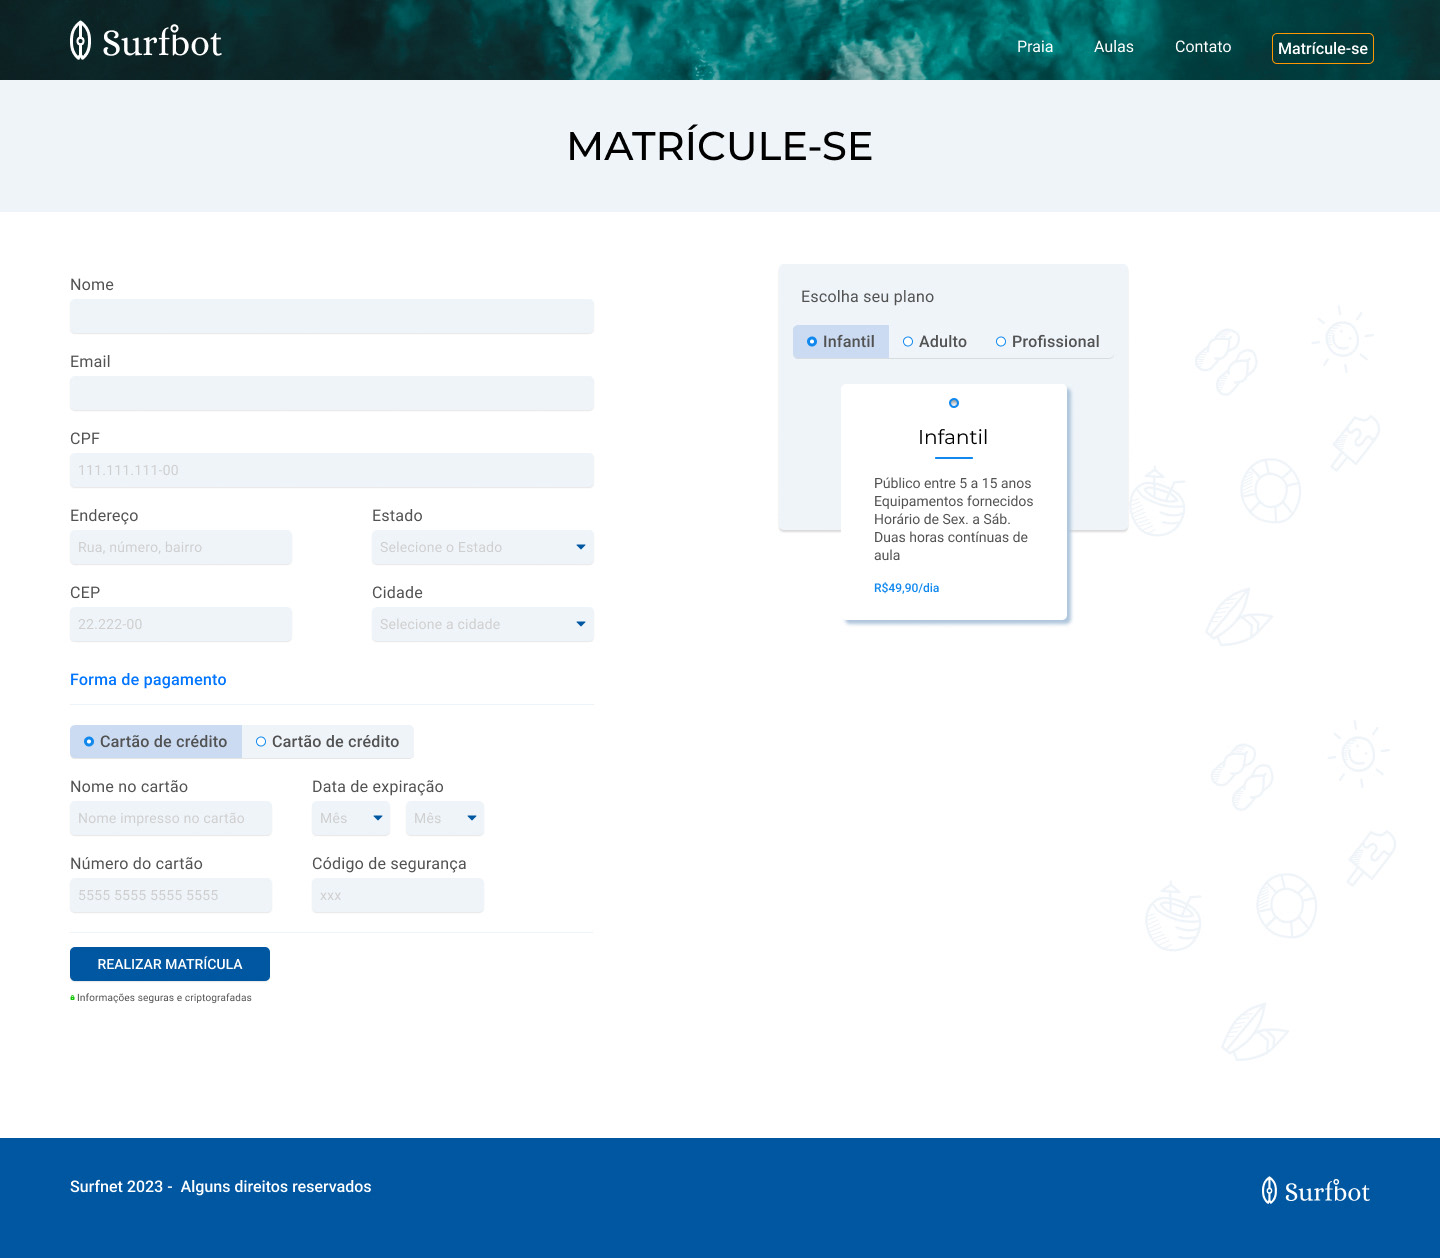 Surfbot
Praia
Aulas
Contato
Matrícule-se
MATRÍCULE-SE
Nome
Email
CPF
111.111.111-00
Endereço
Estado
Rua, número, bairro
Selecione o Estado
CEP
Cidade
22.222-00
Selecione a cidade
Forma de pagamento
Cartão de crédito
Cartão de crédito
Nome no cartão
Data de expiração
Nome impresso no cartão
Mês
Mês
Número do cartão
Código de segurança
5555 5555 5555 5555
xxx
REALIZAR MATRÍCULA
Informações seguras e criptografadas
Escolha seu plano
Infantil
Adulto
Profissional
Infantil
Público entre 5 a 15 anos
Equipamentos fornecidos
Horário de Sex. a Sáb.
Duas horas contínuas de
aula
R$49,90/dia
Surfnet 2023 - Alguns direitos reservados
Surfbot